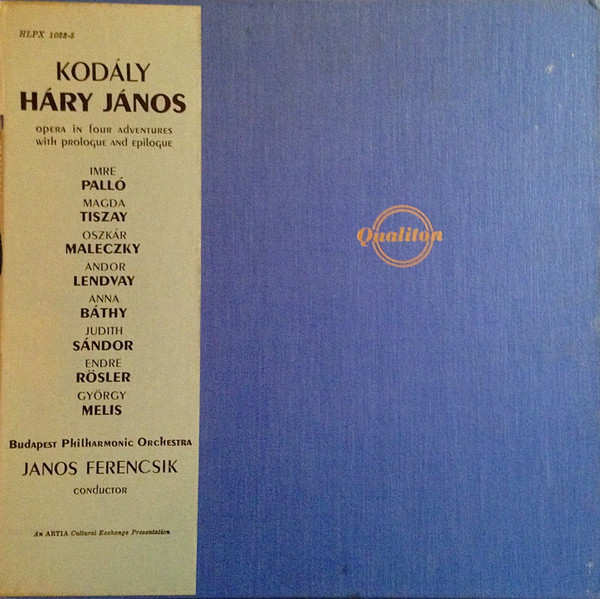 HLPX 1023-5
KODÁLY
HÁRY JÁNOS
opera in four adventures
with prologue and epilogue
IMRE
PALLÓ
MAGDA
TISZAY
OSZKÁR
MALECZKY
ANDOR
LENDVAY
ANNA
BÁTHY
JUDITH
SÁNDOR
ENDRE
RÖSLER
GYÖRGY
MELIS
Budapest Philharmonic Orchestra
JANOS FERENCSIK
conductor
An ARTIA Cultural Exchange Presentation
Qualiton